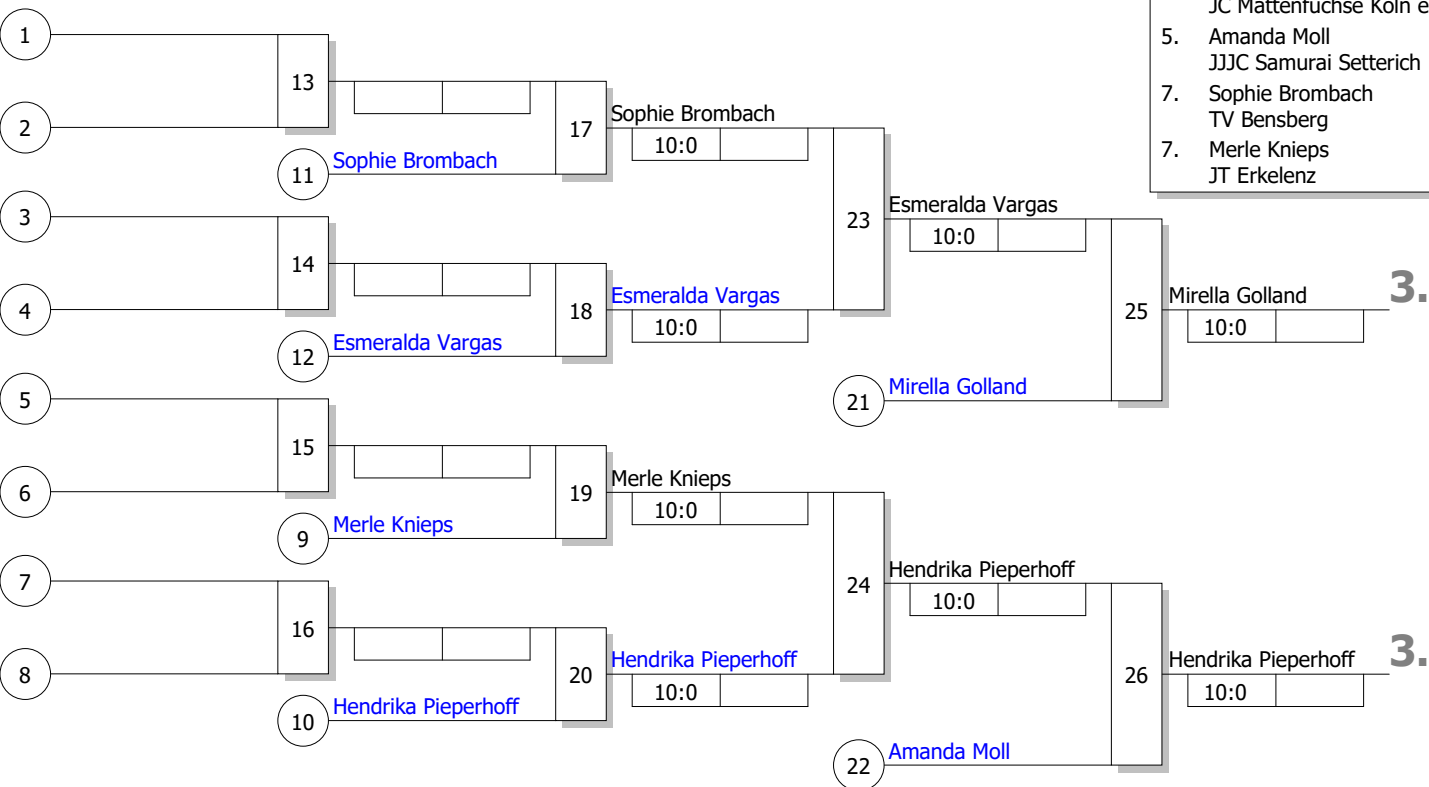 JC Mattenfüchse Köln e
5. Amanda Moll
JJJC Samurai Setterich
7. Sophie Brombach
TV Bensberg
7. Merle Knieps
JT Erkelenz
1
13
2
17
Sophie Brombach
10:0
11
Sophie Brombach
3
23
Esmeralda Vargas
10:0
14
4
18
Esmeralda Vargas
10:0
12
Esmeralda Vargas
25
Mirella Golland
10:0
3.
5
21
Mirella Golland
15
6
19
Merle Knieps
10:0
9
Merle Knieps
7
24
Hendrika Pieperhoff
10:0
16
8
20
Hendrika Pieperhoff
10:0
10
Hendrika Pieperhoff
26
Hendrika Pieperhoff
10:0
3.
22
Amanda Moll